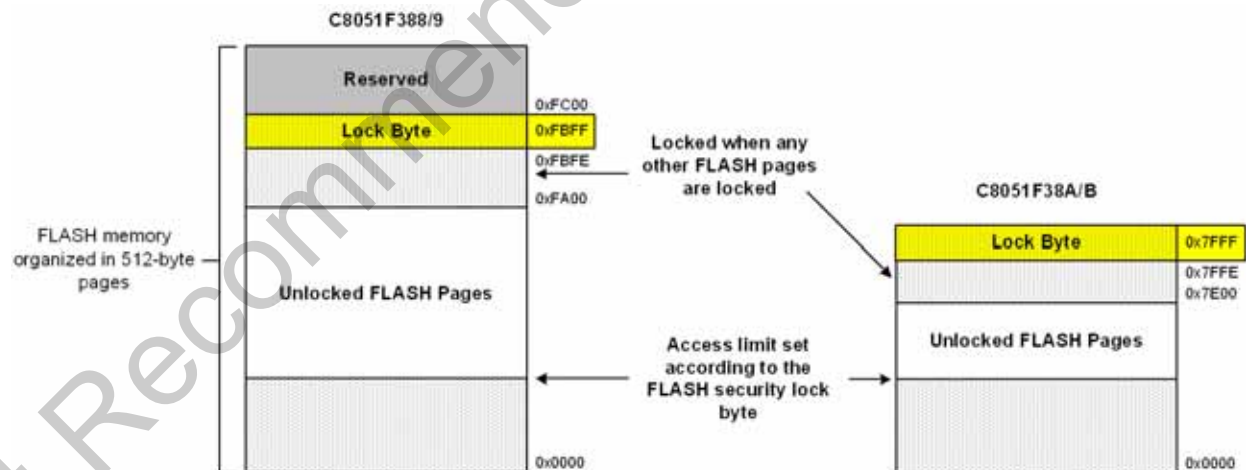 C8051F388/9
Reserved
0xFC00
Lock Byte
0xFBFF
0xFBFE
0xFA00
Unlocked FLASH Pages
0x0000
FLASH memory
organized in 512-byte
pages
Locked when any
other FLASH pages
are locked
Access limit set
according to the
FLASH security lock
byte
C8051F38A/B
Lock Byte
0x7FFF
0x7FFE
0x7E00
Unlocked FLASH Pages
0x0000
Recommen